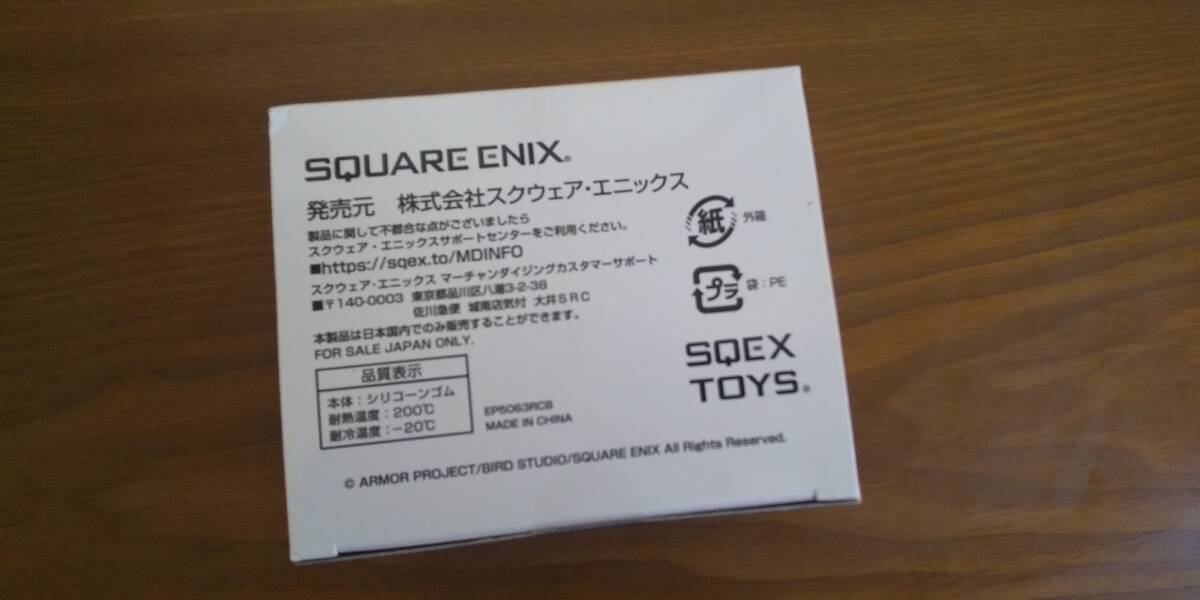 SQUARE ENIX®
発売元 株式会社スクウェア・エニックス
製品に関して不都合な点がございましたら
スクウェア・エニックスサポートセンターをご利用ください。
■https://sqex.to/MDINFO
スクウェア・エニックス マーチャンダイジングカスタマーサポート
■〒140-0003 東京都品川区八潮3-2-38
佐川急便 城南店気付 大井SRC
本製品は日本国内でのみ販売することができます。
FOR SALE JAPAN ONLY.
品質表示
本体:シリコーンゴム
耐熱温度:200℃
耐冷温度:-20℃
EP5063RCB
MADE IN CHINA
紙 外箱
プラ 袋:PE
SQEX
TOYS®
© ARMOR PROJECT/BIRD STUDIO/SQUARE ENIX All Rights Reserved.